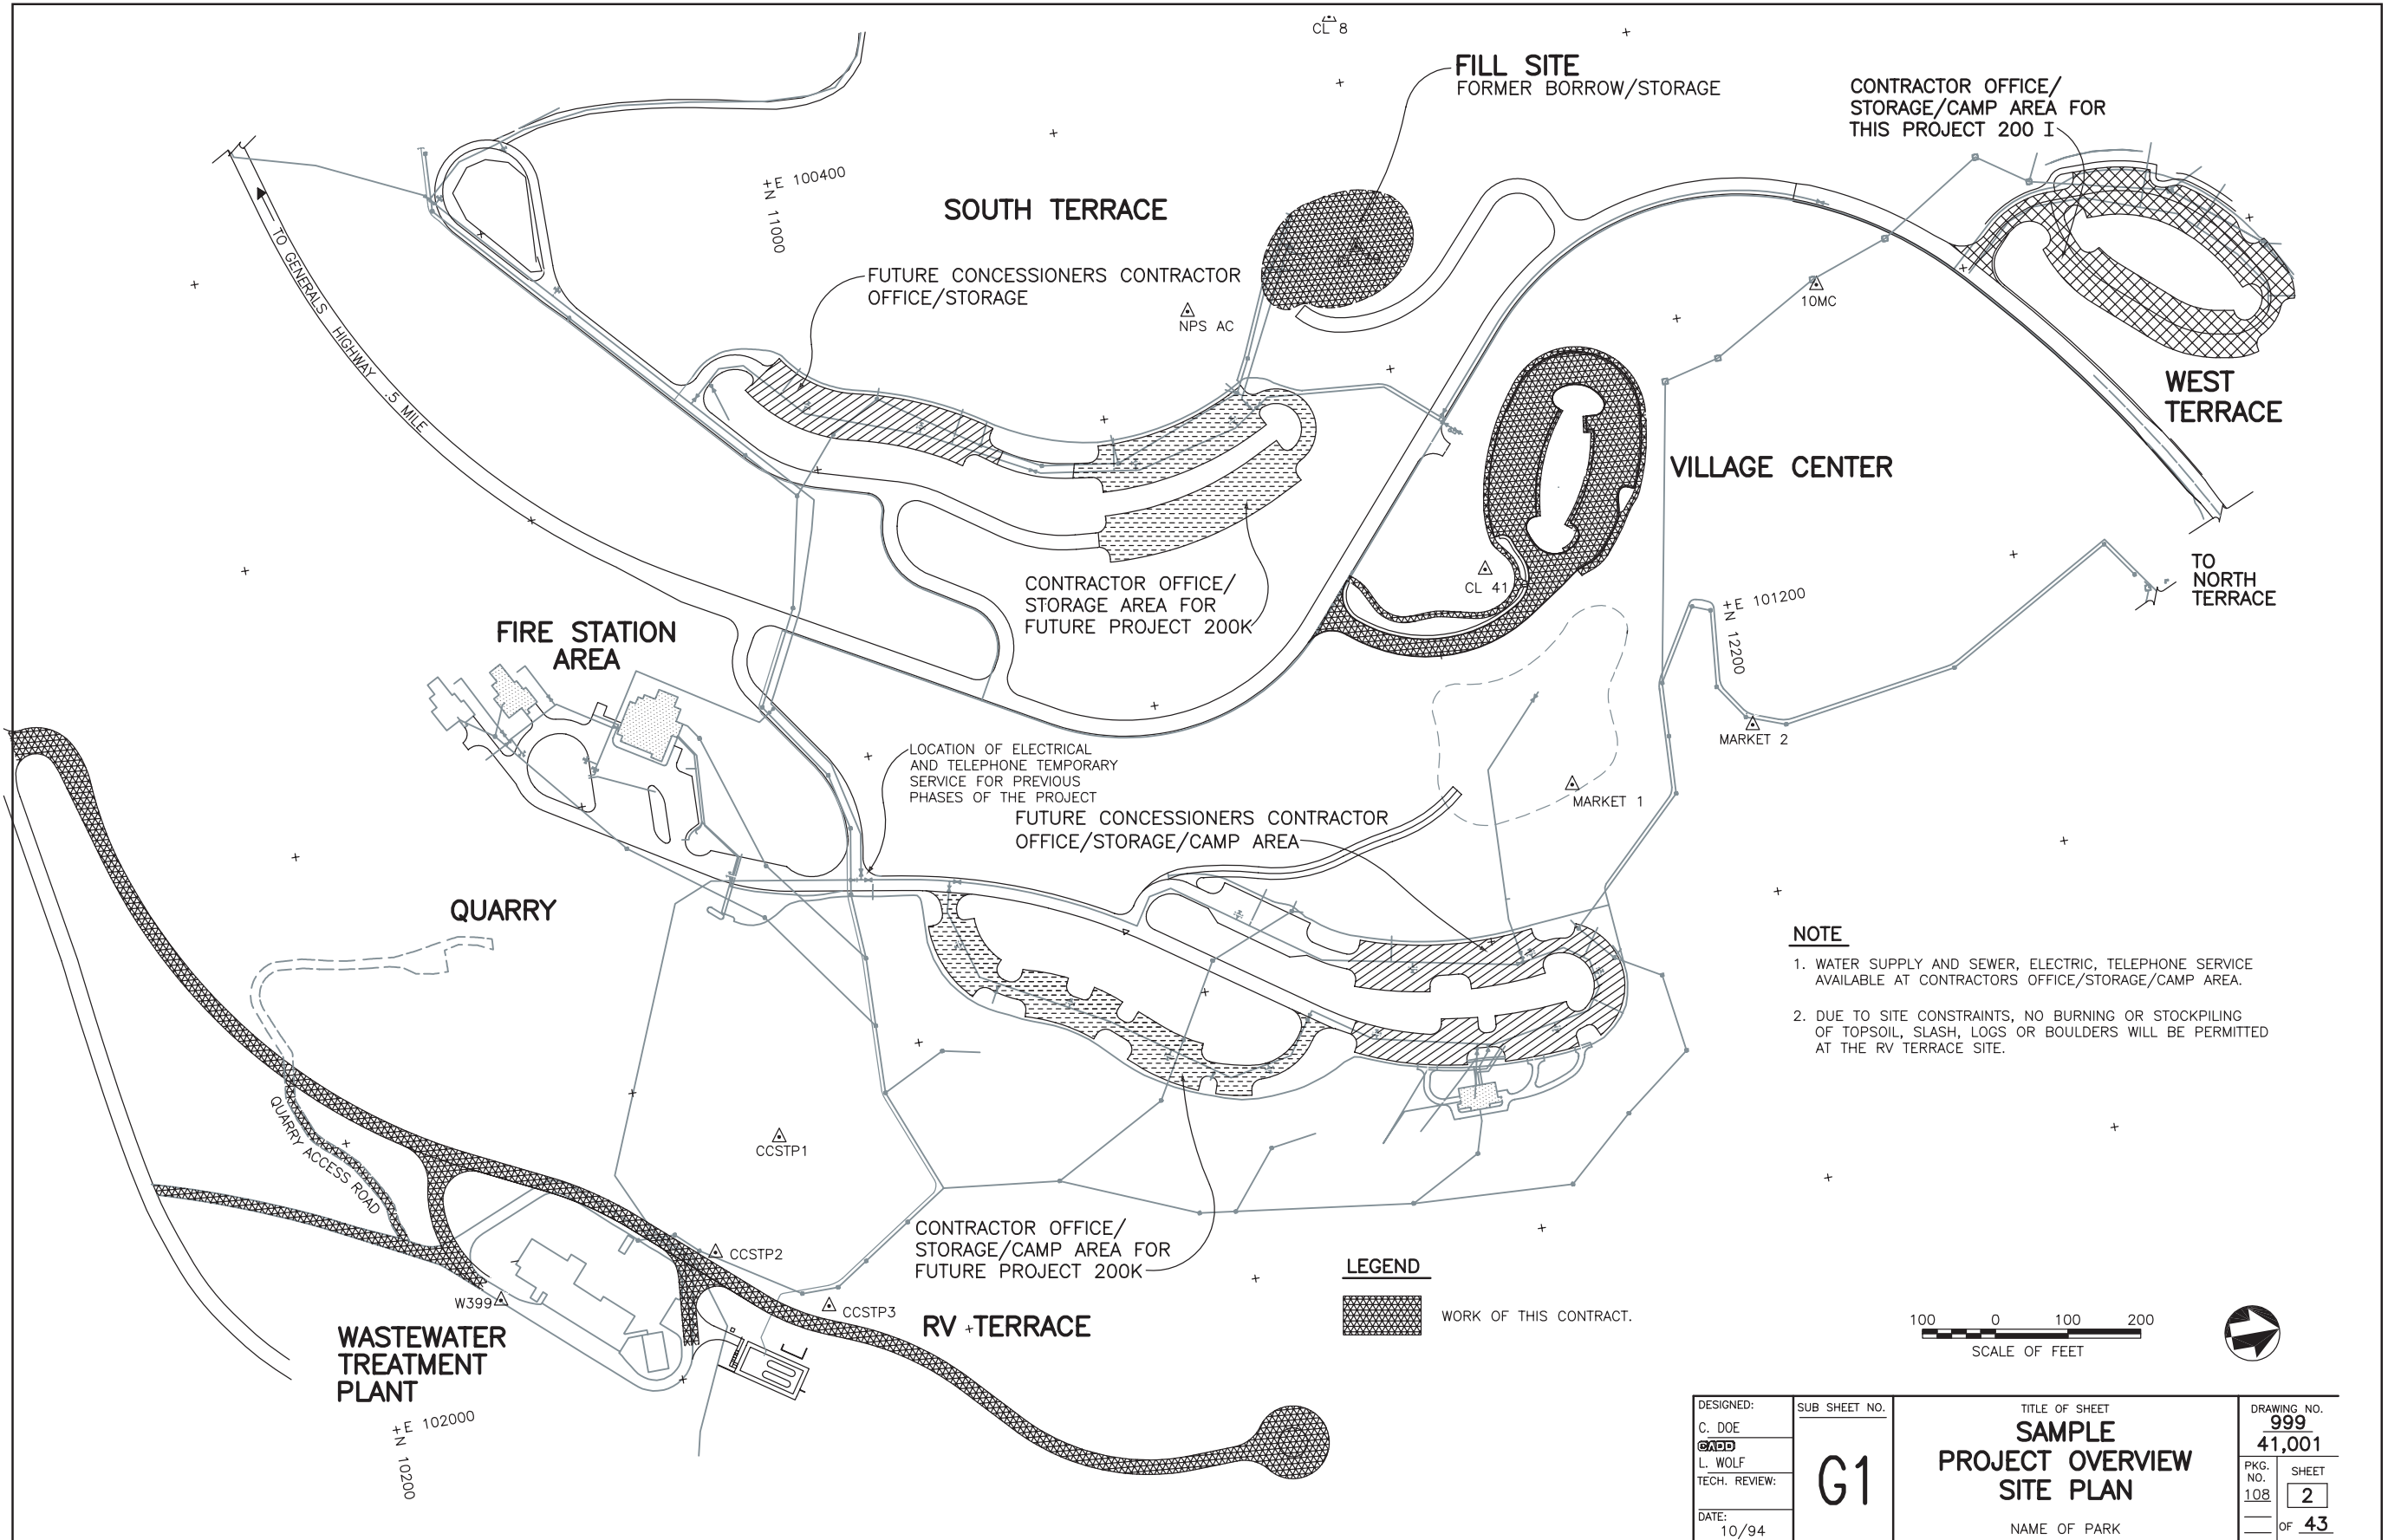 CL 8
FILL SITE
FORMER BORROW/STORAGE
CONTRACTOR OFFICE/
STORAGE/CAMP AREA FOR
THIS PROJECT 200 I
E 100400
N 11000
SOUTH TERRACE
TO GENERALS HIGHWAY .5 MILE
FUTURE CONCESSIONERS CONTRACTOR
OFFICE/STORAGE
NPS AC
10MC
WEST
TERRACE
VILLAGE CENTER
CL 41
CONTRACTOR OFFICE/
STORAGE AREA FOR
FUTURE PROJECT 200K
TO
NORTH
TERRACE
E 101200
N 12200
FIRE STATION
AREA
MARKET 2
LOCATION OF ELECTRICAL
AND TELEPHONE TEMPORARY
SERVICE FOR PREVIOUS
PHASES OF THE PROJECT
MARKET 1
FUTURE CONCESSIONERS CONTRACTOR
OFFICE/STORAGE/CAMP AREA
QUARRY
NOTE
1. WATER SUPPLY AND SEWER, ELECTRIC, TELEPHONE SERVICE
AVAILABLE AT CONTRACTORS OFFICE/STORAGE/CAMP AREA.
2. DUE TO SITE CONSTRAINTS, NO BURNING OR STOCKPILING
OF TOPSOIL, SLASH, LOGS OR BOULDERS WILL BE PERMITTED
AT THE RV TERRACE SITE.
QUARRY ACCESS ROAD
CCSTP1
CCSTP2
CONTRACTOR OFFICE/
STORAGE/CAMP AREA FOR
FUTURE PROJECT 200K
W399
CCSTP3
RV TERRACE
WASTEWATER
TREATMENT
PLANT
E 102000
N 10200
LEGEND
WORK OF THIS CONTRACT.
100 0 100 200
SCALE OF FEET
DESIGNED:
C. DOE
CADD
L. WOLF
TECH. REVIEW:
DATE:
10/94
SUB SHEET NO.
G1
TITLE OF SHEET
SAMPLE
PROJECT OVERVIEW
SITE PLAN
NAME OF PARK
DRAWING NO.
999
41,001
PKG.
NO.
108
SHEET
2
OF 43